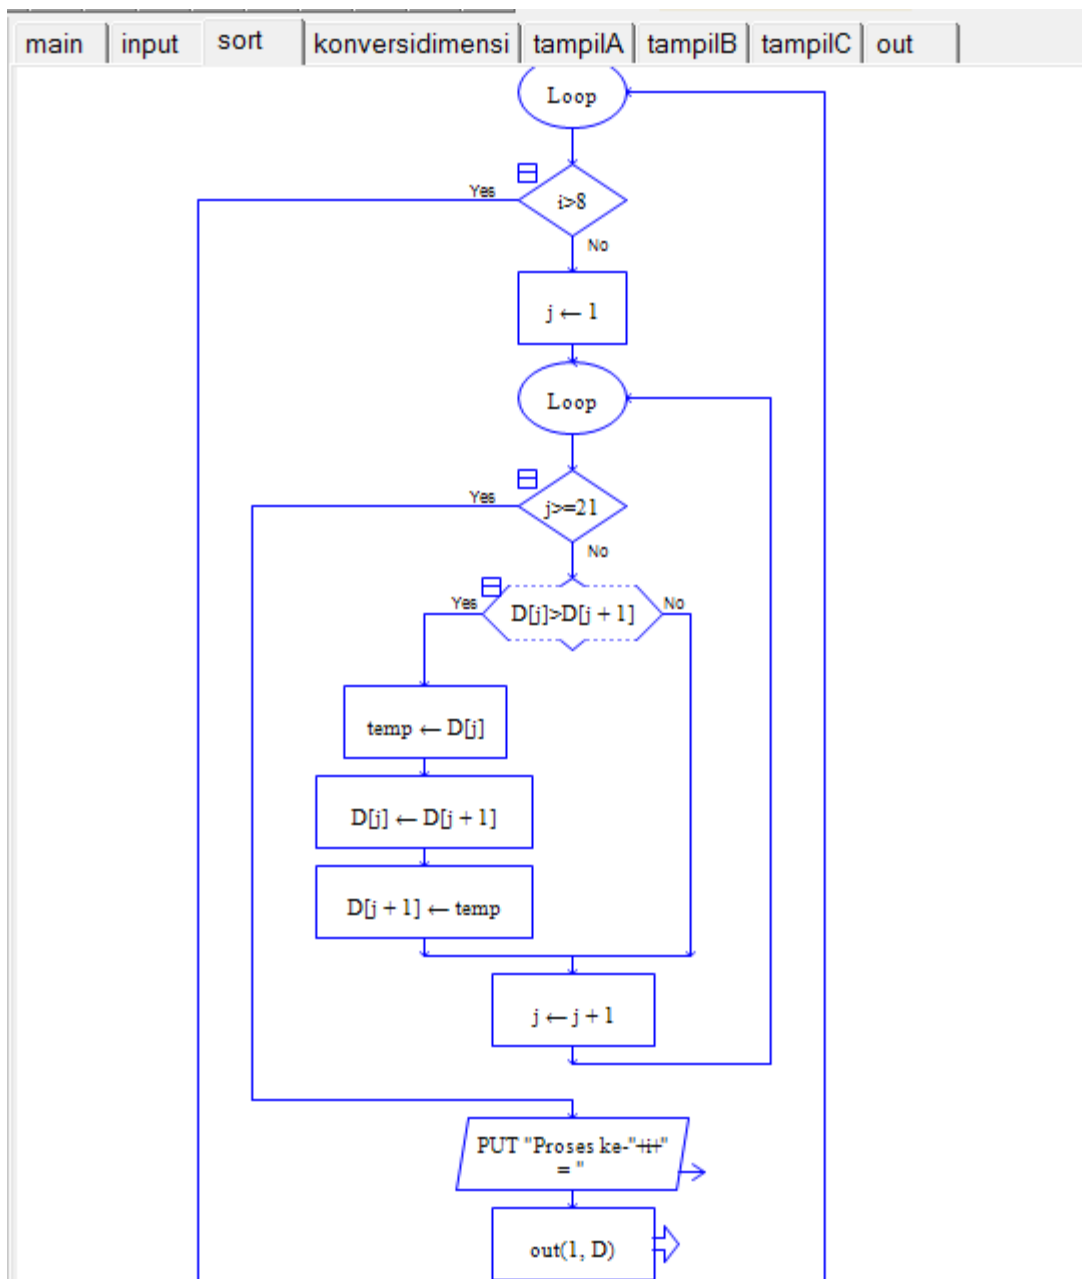 main
input
sort
konversidimensi
tampilA
tampilB
tampilC
out
Loop
Yes
i>8
No
j ← 1
Loop
Yes
j>=21
No
Yes
D[j]>D[j + 1]
No
temp ← D[j]
D[j] ← D[j + 1]
D[j + 1] ← temp
j ← j + 1
PUT "Proses ke-"+i+"
= "
out(1, D)